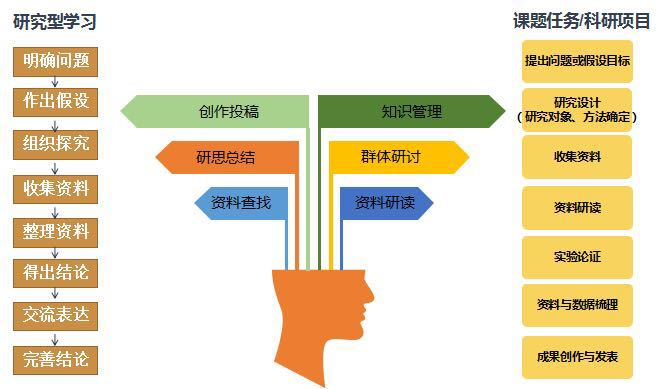 研究型学习
明确问题
作出假设
组织探究
收集资料
整理资料
得出结论
交流表达
完善结论
创作投稿
知识管理
研思总结
群体研讨
资料查找
资料研读
课题任务/科研项目
提出问题或假设目标
研究设计
（研究对象、方法确定）
收集资料
资料研读
实验论证
资料与数据梳理
成果创作与发表